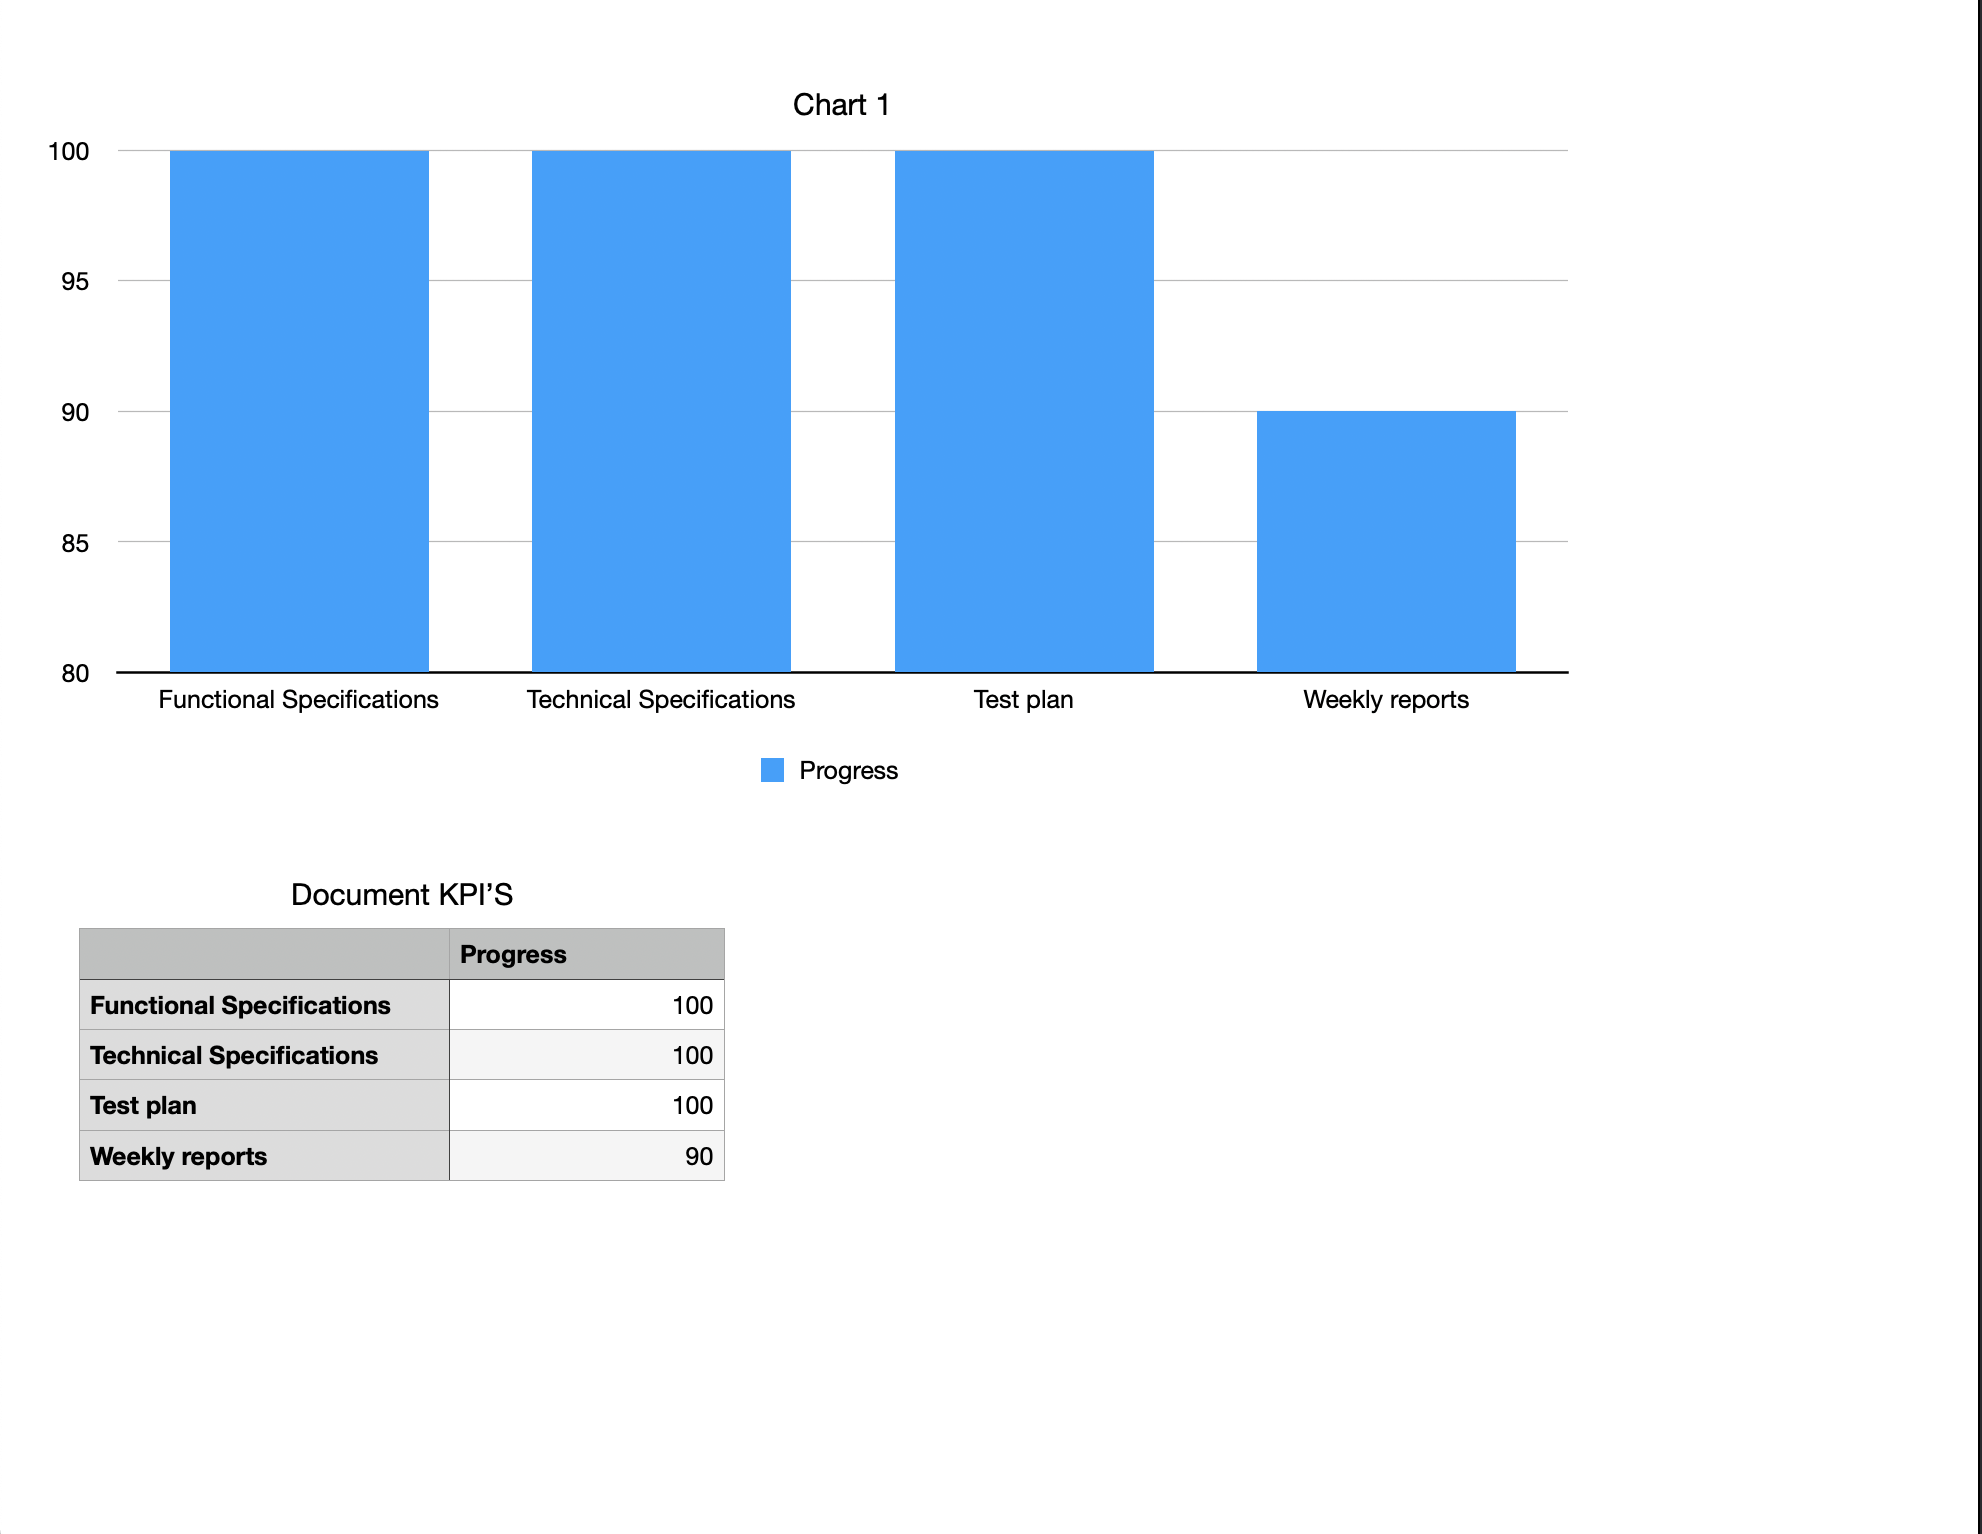 Chart 1
100
95
90
85
80
Functional Specifications Technical Specifications Test plan Weekly reports
Progress
Document KPI’S
Progress
Functional Specifications 100
Technical Specifications 100
Test plan 100
Weekly reports 90